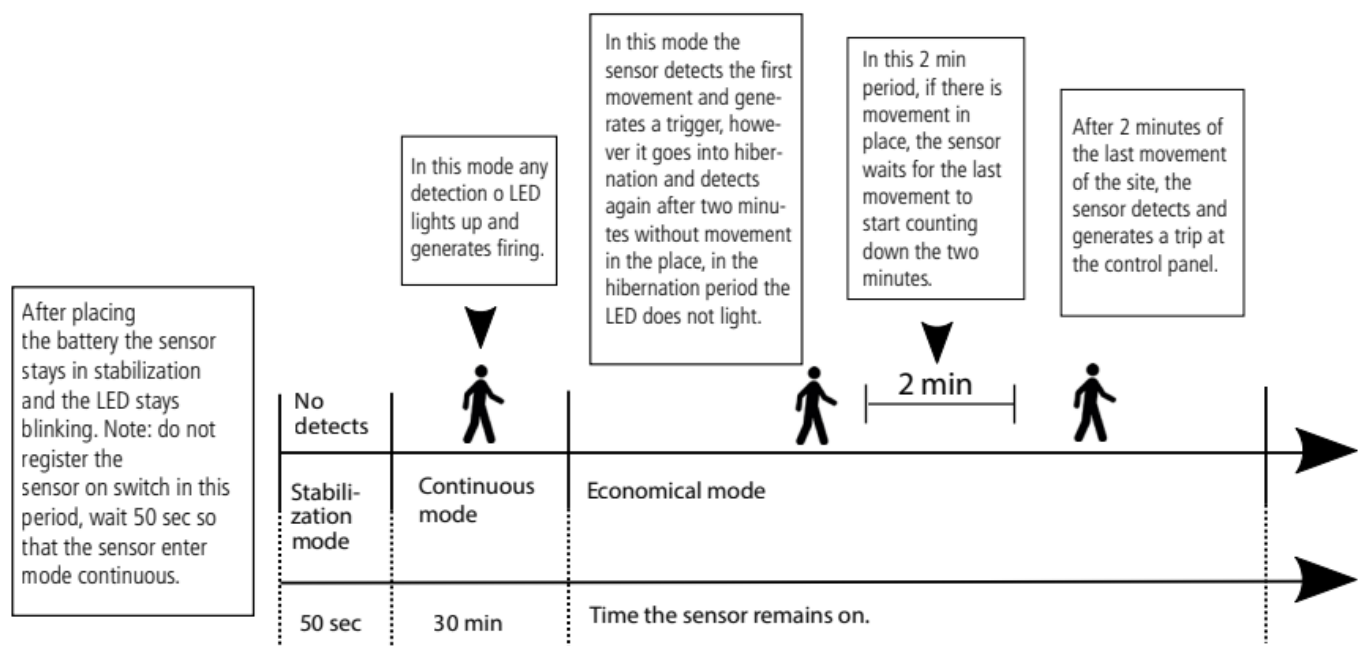 After placing
the battery the sensor
stays in stabilization
and the LED stays
blinking. Note: do not
register the
sensor on switch in this
period, wait 50 sec so
that the sensor enter
mode continuous.
In this mode any
detection o LED
lights up and
generates firing.
In this mode the
sensor detects the first
movement and gene-
rates a trigger, howe-
ver it goes into hiber-
nation and detects
again after two minu-
tes without movement
in the place, in the
hibernation period the
LED does not light.
In this 2 min
period, if there is
movement in
place, the sensor
waits for the last
movement to
start counting
down the two
minutes.
After 2 minutes of
the last movement
of the site, the
sensor detects and
generates a trip at
the control panel.
2 min
No
detects
Stabili-
zation
mode
Continuous
mode
Economical mode
50 sec
30 min
Time the sensor remains on.